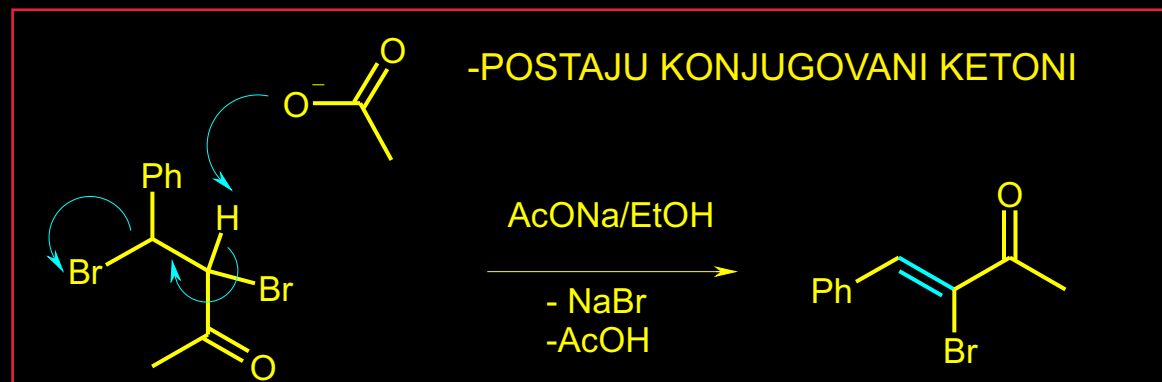 -POSTAJU KONJUGOVANI KETONI
O
O⁻
Ph
H
Br
Br
O
AcONa/EtOH
- NaBr
-AcOH
O
Ph
Br